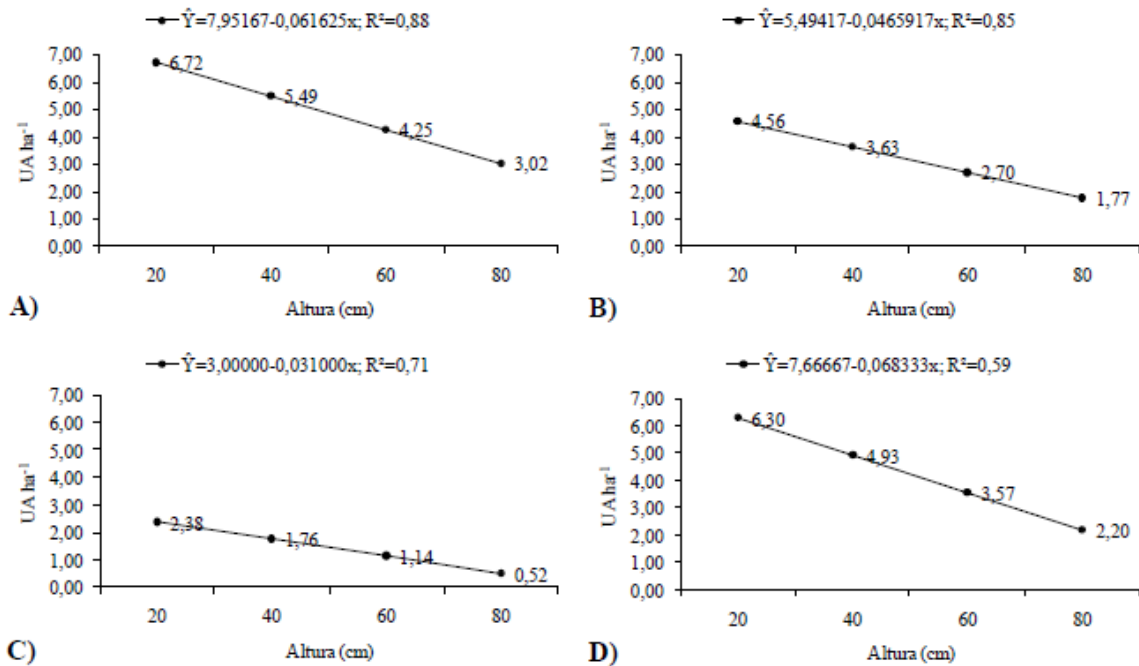 Ŷ=7,95167-0,061625x; R²=0,88
7,00
6,00
5,00
4,00
3,00
2,00
1,00
0,00
UA ha⁻¹
6,72
5,49
4,25
3,02
20 40 60 80
Altura (cm)
A)
Ŷ=5,49417-0,0465917x; R²=0,85
7,00
6,00
5,00
4,00
3,00
2,00
1,00
0,00
UA ha⁻¹
4,56
3,63
2,70
1,77
20 40 60 80
Altura (cm)
B)
Ŷ=3,00000-0,031000x; R²=0,71
7,00
6,00
5,00
4,00
3,00
2,00
1,00
0,00
UA ha⁻¹
2,38
1,76
1,14
0,52
20 40 60 80
Altura (cm)
C)
Ŷ=7,66667-0,068333x; R²=0,59
7,00
6,00
5,00
4,00
3,00
2,00
1,00
0,00
UA ha⁻¹
6,30
4,93
3,57
2,20
20 40 60 80
Altura (cm)
D)